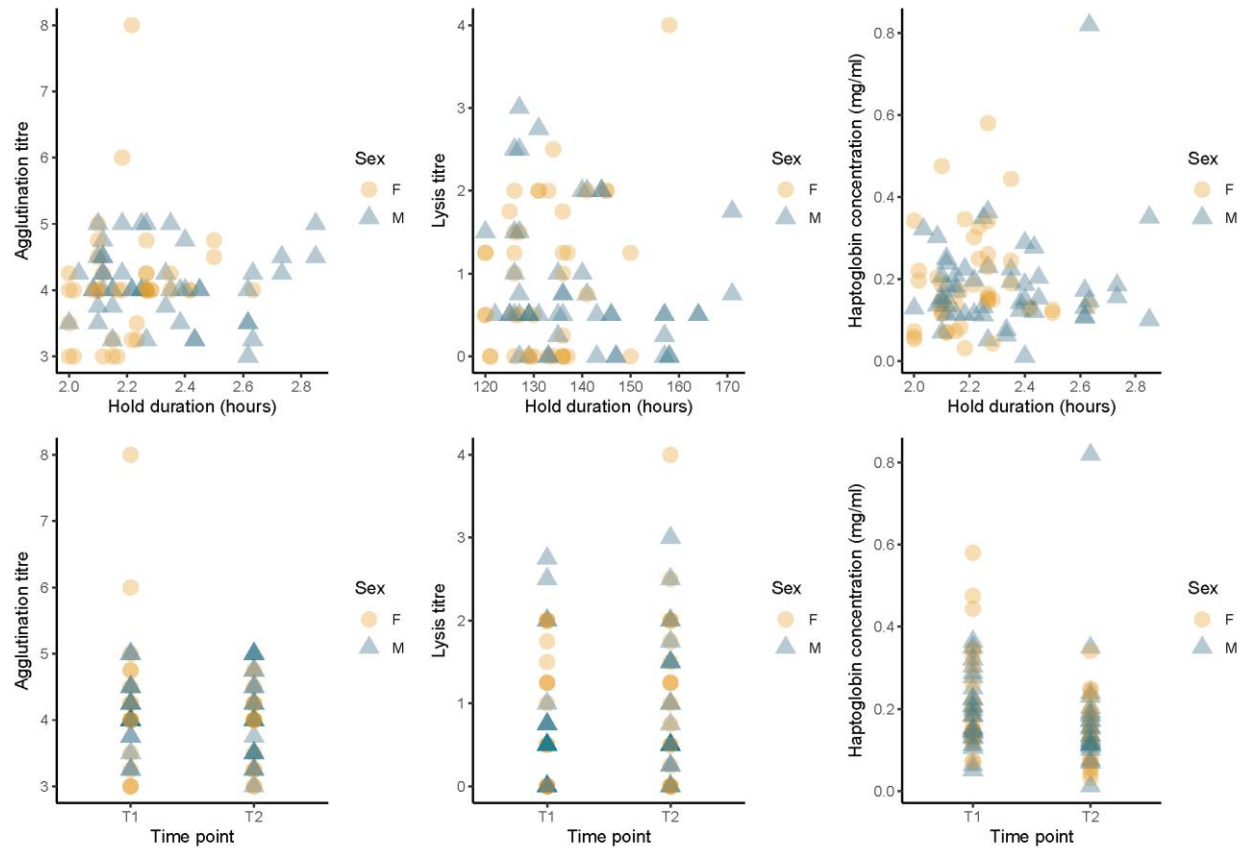 Agglutination titre
8
7
6
5
4
3
2.0 2.2 2.4 2.6 2.8
Hold duration (hours)
Sex
F
M
Lysis titre
4
3
2
1
0
120 130 140 150 160 170
Hold duration (hours)
Sex
F
M
Haptoglobin concentration (mg/ml)
0.8
0.6
0.4
0.2
0.0
2.0 2.2 2.4 2.6 2.8
Hold duration (hours)
Sex
F
M
Agglutination titre
8
7
6
5
4
3
T1 T2
Time point
Sex
F
M
Lysis titre
4
3
2
1
0
T1 T2
Time point
Sex
F
M
Haptoglobin concentration (mg/ml)
0.8
0.6
0.4
0.2
0.0
T1 T2
Time point
Sex
F
M